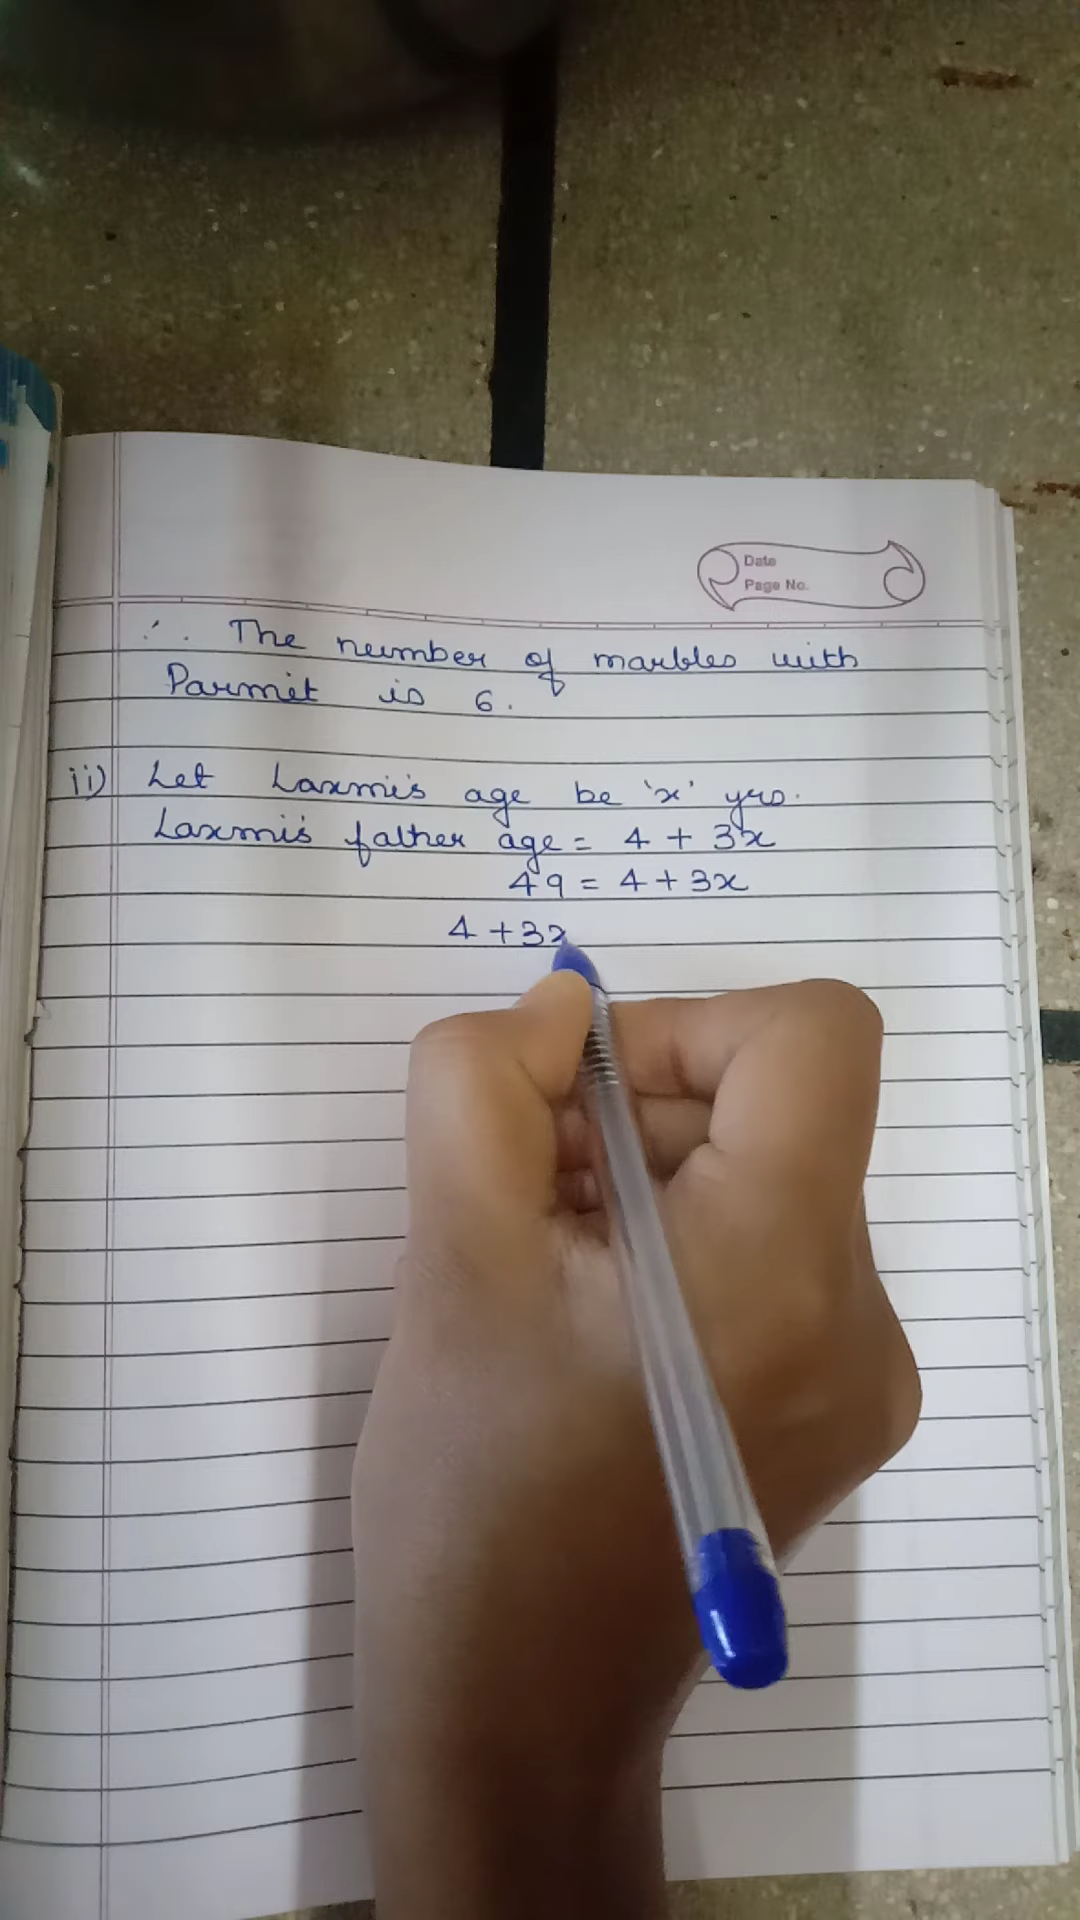 Date
Page No.
∴ The number of marbles with
Parmit is 6.
ii) Let Laxmi's age be 'x' yrs.
Laxmi's father age = 4 + 3x
49 = 4 + 3x
4 + 3x